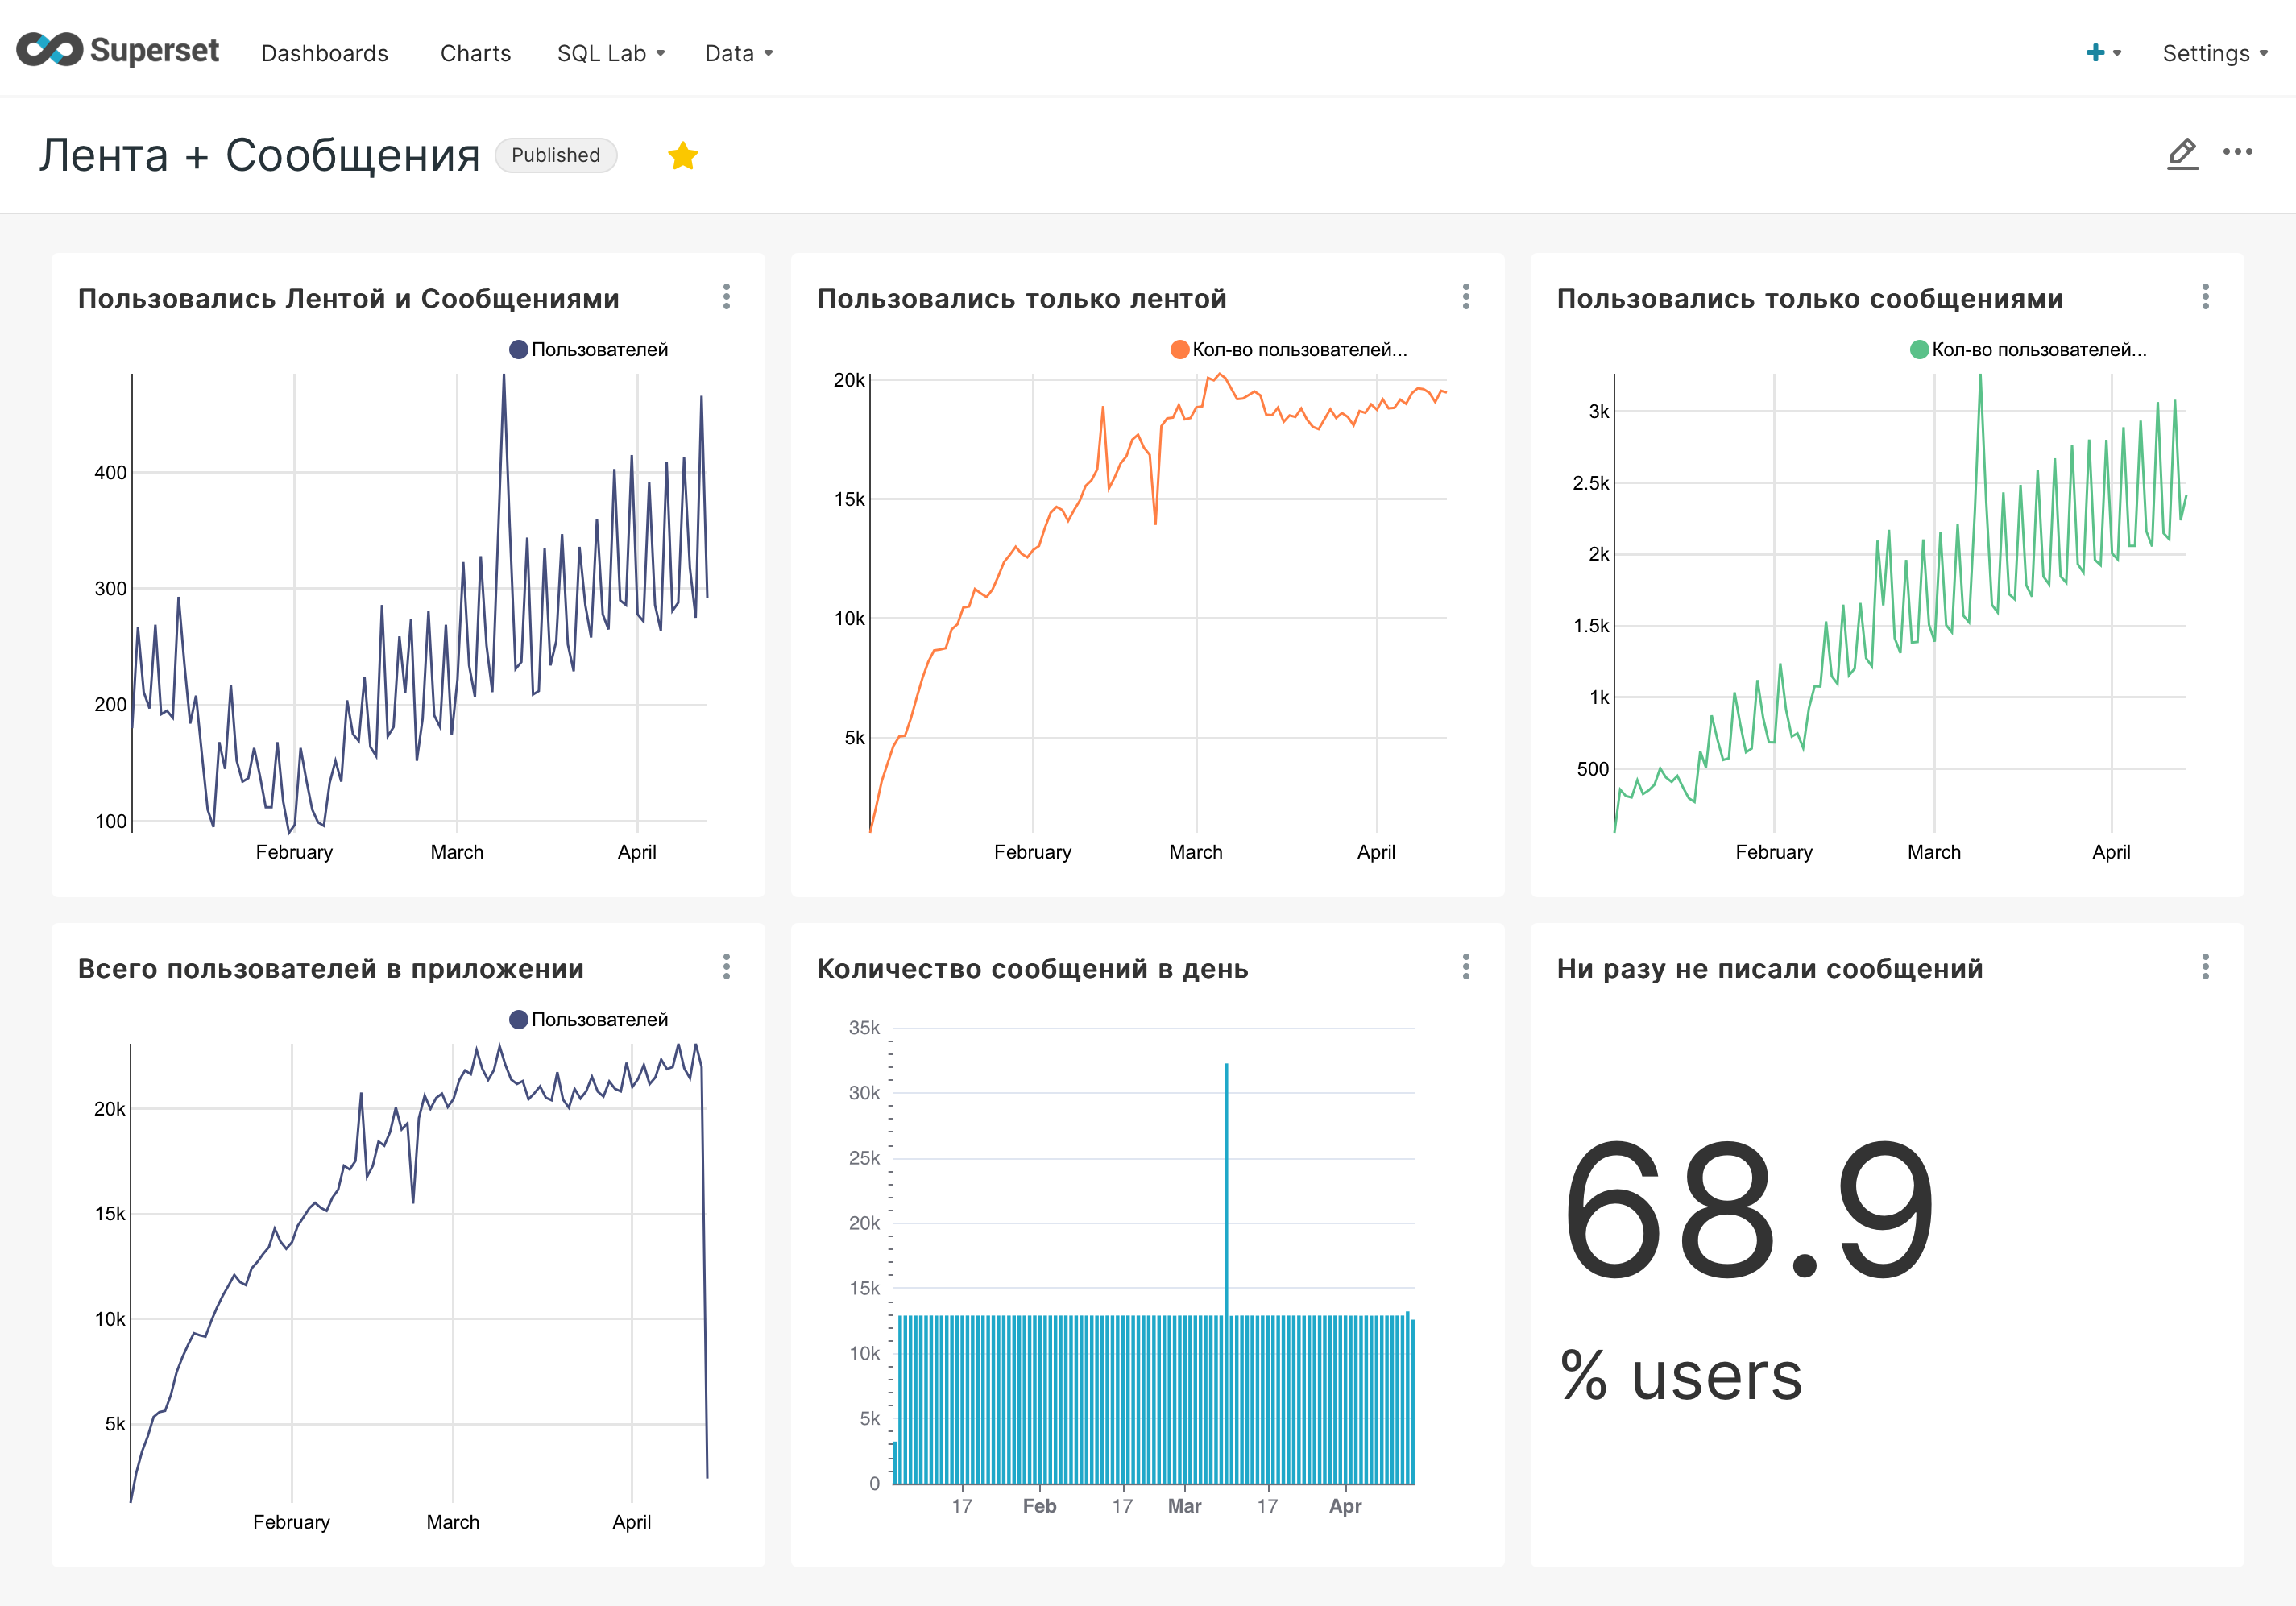 Superset Dashboards Charts SQL Lab Data + Settings
Лента + Сообщения Published
Пользовались Лентой и Сообщениями
Пользователей
400
300
200
100
February March April
Пользовались только лентой
Кол-во пользователей...
20k
15k
10k
5k
February March April
Пользовались только сообщениями
Кол-во пользователей...
3k
2.5k
2k
1.5k
1k
500
February March April
Всего пользователей в приложении
Пользователей
20k
15k
10k
5k
February March April
Количество сообщений в день
35k
30k
25k
20k
15k
10k
5k
0
17 Feb 17 Mar 17 Apr
Ни разу не писали сообщений
68.9
% users